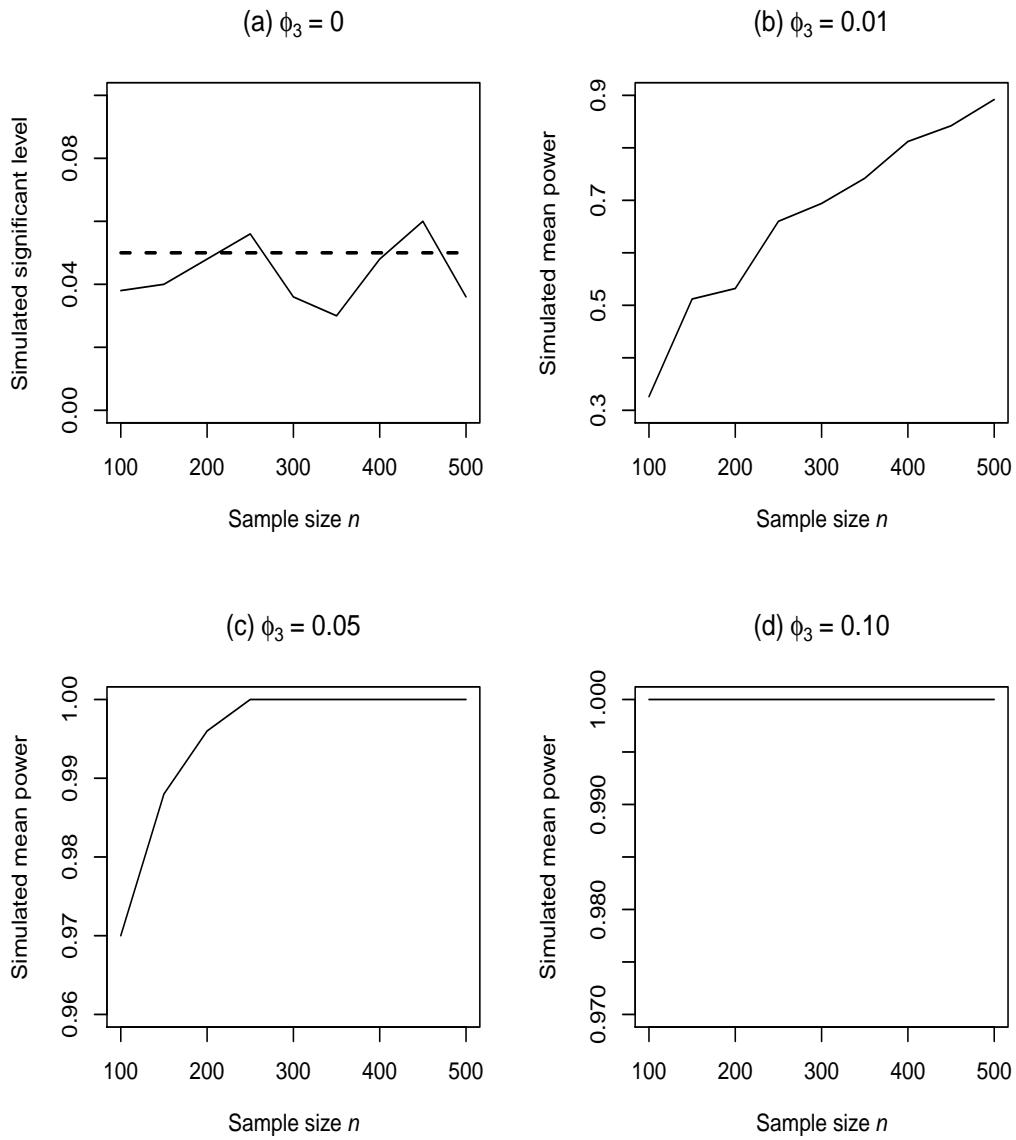 (a) ϕ₃ = 0
Simulated significant level
0.00 0.04 0.08
100 200 300 400 500
Sample size n
(b) ϕ₃ = 0.01
Simulated mean power
0.3 0.5 0.7 0.9
100 200 300 400 500
Sample size n
(c) ϕ₃ = 0.05
Simulated mean power
0.96 0.97 0.98 0.99 1.00
100 200 300 400 500
Sample size n
(d) ϕ₃ = 0.10
Simulated mean power
0.970 0.980 0.990 1.000
100 200 300 400 500
Sample size n